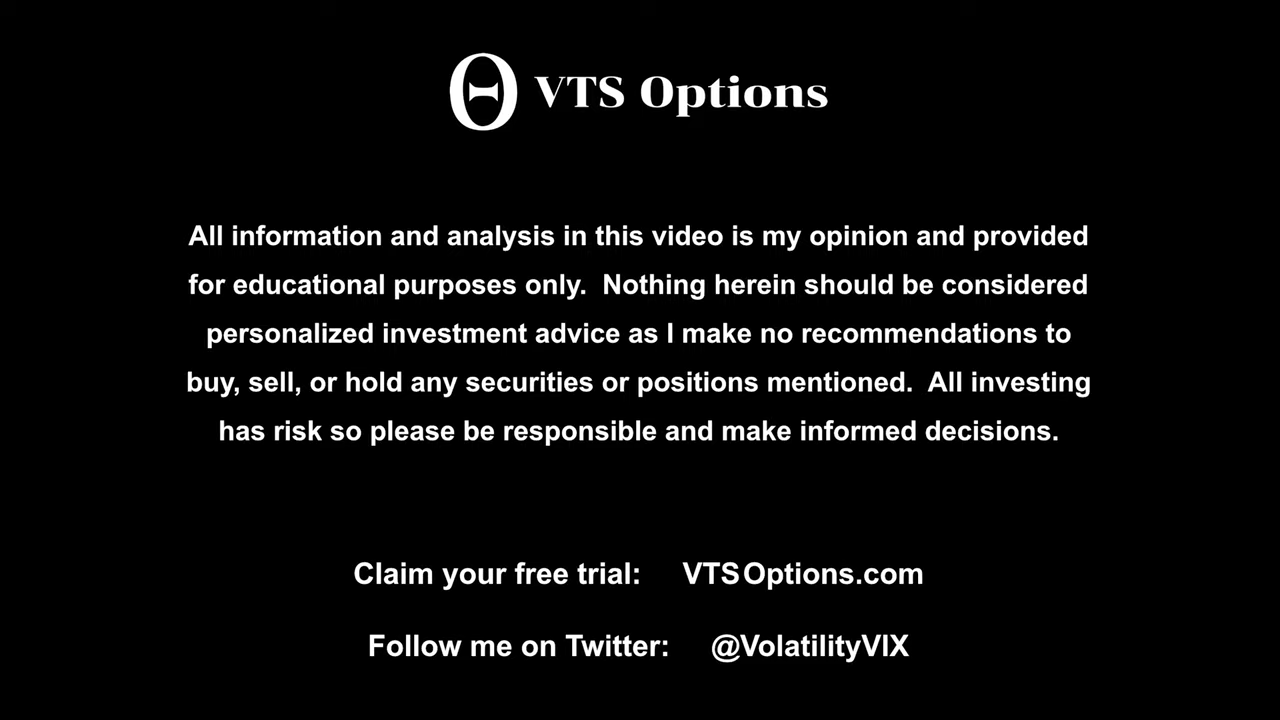 Θ VTS Options
All information and analysis in this video is my opinion and provided
for educational purposes only.  Nothing herein should be considered
personalized investment advice as I make no recommendations to
buy, sell, or hold any securities or positions mentioned.  All investing
has risk so please be responsible and make informed decisions.
Claim your free trial: VTSOptions.com
Follow me on Twitter: @VolatilityVIX